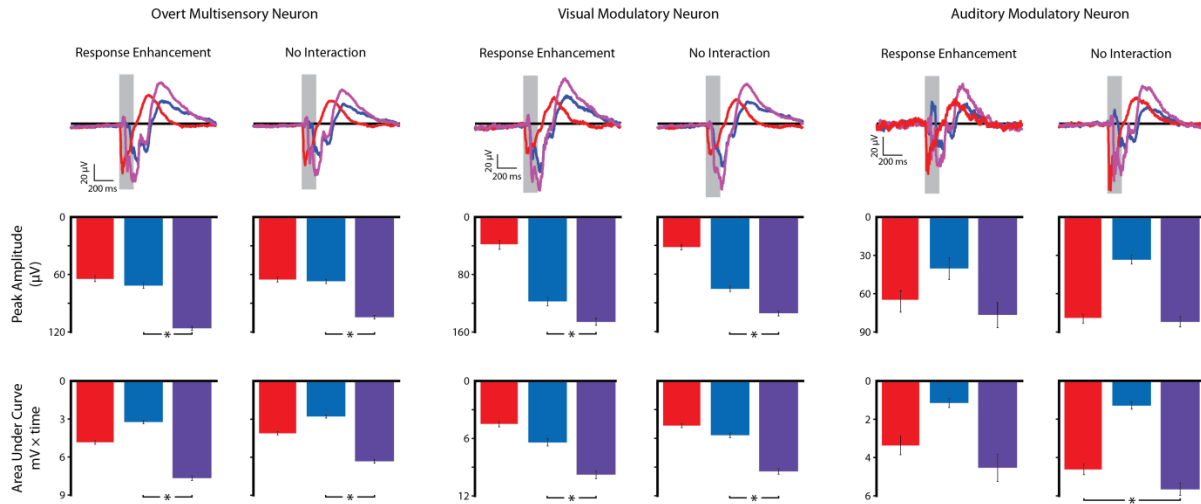 Overt Multisensory Neuron
Visual Modulatory Neuron
Auditory Modulatory Neuron
Response Enhancement
No Interaction
Response Enhancement
No Interaction
Response Enhancement
No Interaction
20 μV
200 ms
20 μV
200 ms
20 μV
200 ms
Peak Amplitude
(μV)
0
60
120
*
*
0
80
160
*
*
0
30
60
90
Area Under Curve
mV × time
0
3
6
9
*
*
0
6
12
*
*
0
2
4
6
*